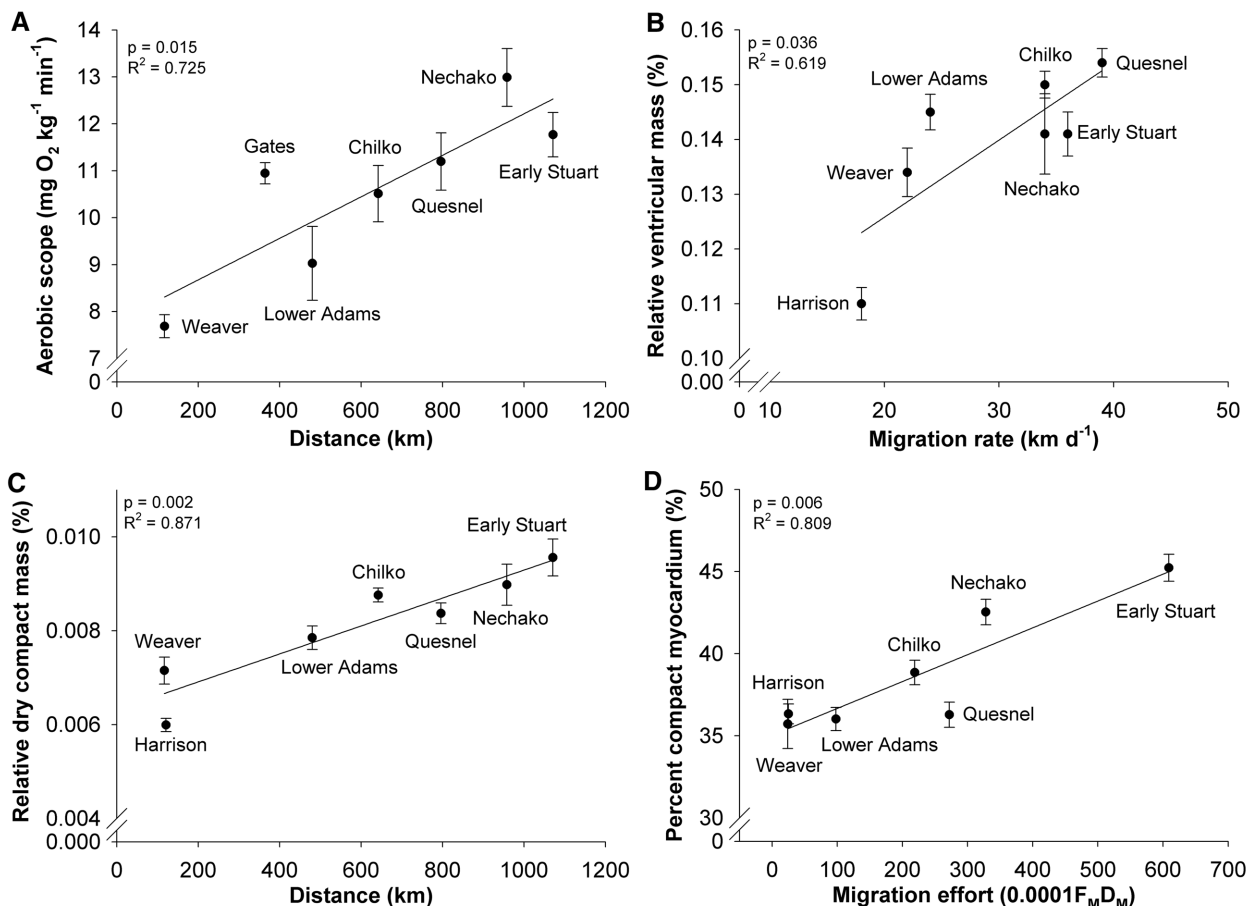 A
p = 0.015
R² = 0.725
Aerobic scope (mg O₂ kg⁻¹ min⁻¹)
14
13
12
11
10
9
8
7
0
Nechako
Gates
Chilko
Early Stuart
Quesnel
Lower Adams
Weaver
0 200 400 600 800 1000 1200
Distance (km)
B
p = 0.036
R² = 0.619
Relative ventricular mass (%)
0.16
0.15
0.14
0.13
0.12
0.11
0.10
0.00
Chilko
Quesnel
Lower Adams
Early Stuart
Weaver
Nechako
Harrison
0 10 20 30 40 50
Migration rate (km d⁻¹)
C
p = 0.002
R² = 0.871
Relative dry compact mass (%)
0.010
0.008
0.006
0.004
0.000
Early Stuart
Chilko
Weaver
Nechako
Quesnel
Lower Adams
Harrison
0 200 400 600 800 1000 1200
Distance (km)
D
p = 0.006
R² = 0.809
Percent compact myocardium (%)
50
45
40
35
30
0
Nechako
Early Stuart
Chilko
Harrison
Quesnel
Lower Adams
Weaver
0 100 200 300 400 500 600 700
Migration effort (0.0001F_MD_M)